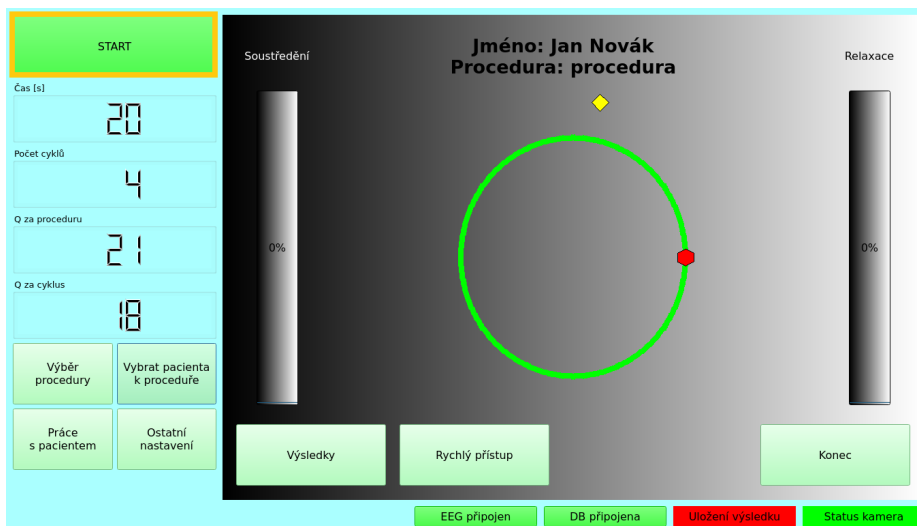 START
Čas [s]
20
Počet cyklů
4
Q za proceduru
21
Q za cyklus
18
Výběr
procedury
Vybrat pacienta
k proceduře
Práce
s pacientem
Ostatní
nastavení
Soustředění
Jméno: Jan Novák
Procedura: procedura
Relaxace
0%
0%
Výsledky
Rychlý přístup
Konec
EEG připojen
DB připojena
Uložení výsledku
Status kamera